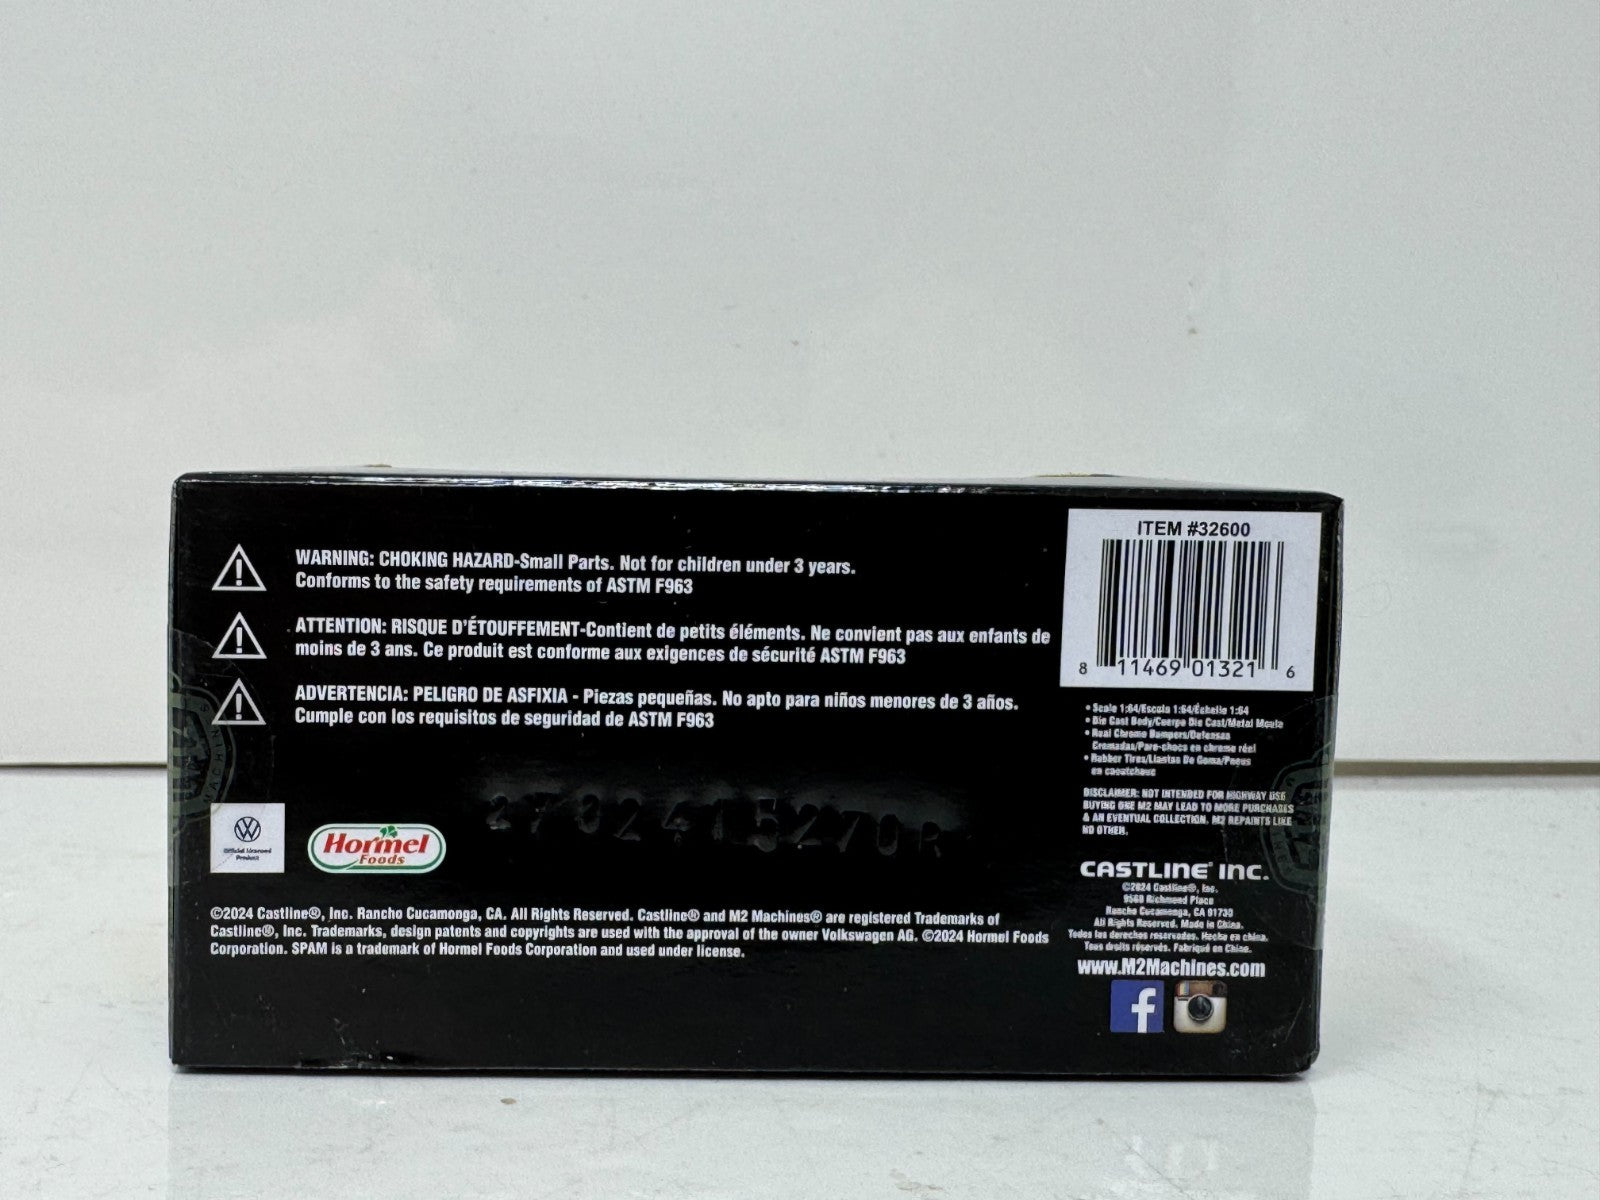 ITEM #32600
8 11469 01321 6
WARNING: CHOKING HAZARD-Small Parts. Not for children under 3 years.
Conforms to the safety requirements of ASTM F963
ATTENTION: RISQUE D'ÉTOUFFEMENT-Contient de petits éléments. Ne convient pas aux enfants de
moins de 3 ans. Ce produit est conforme aux exigences de sécurité ASTM F963
ADVERTENCIA: PELIGRO DE ASFIXIA - Piezas pequeñas. No apto para niños menores de 3 años.
Cumple con los requisitos de seguridad de ASTM F963
• Scale 1:64/Escala 1:64/Échelle 1:64
• Die Cast Body/Cuerpo Die Cast/Metal Moule
• Real Chrome Bumpers/Defensas
Cromadas/Pare-chocs en chrome réel
• Rubber Tires/Llantas De Goma/Pneus
en caoutchouc
DISCLAIMER: NOT INTENDED FOR HIGHWAY USE
BUYING ONE M2 MAY LEAD TO MORE PURCHASES
& AN EVENTUAL COLLECTION. M2 REPAINTS LIKE
NO OTHER.
Official Licensed
Product
Hormel
Foods
©2024 Castline®, Inc. Rancho Cucamonga, CA. All Rights Reserved. Castline® and M2 Machines® are registered Trademarks of
Castline®, Inc. Trademarks, design patents and copyrights are used with the approval of the owner Volkswagen AG. ©2024 Hormel Foods
Corporation. SPAM is a trademark of Hormel Foods Corporation and used under license.
CASTLINE® INC.
©2024 Castline®, Inc.
9560 Richmond Place
Rancho Cucamonga, CA 91730
All Rights Reserved. Made in China.
Todos los derechos reservados. Hecho en china.
Tous droits réservés. Fabriqué en Chine.
www.M2Machines.com